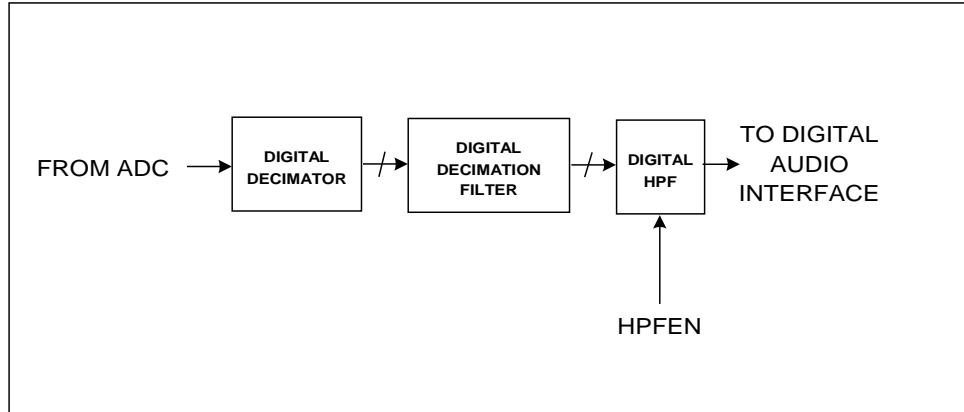 FROM ADC
DIGITAL
DECIMATOR
DIGITAL
DECIMATION
FILTER
DIGITAL
HPF
TO DIGITAL
AUDIO
INTERFACE
HPFEN